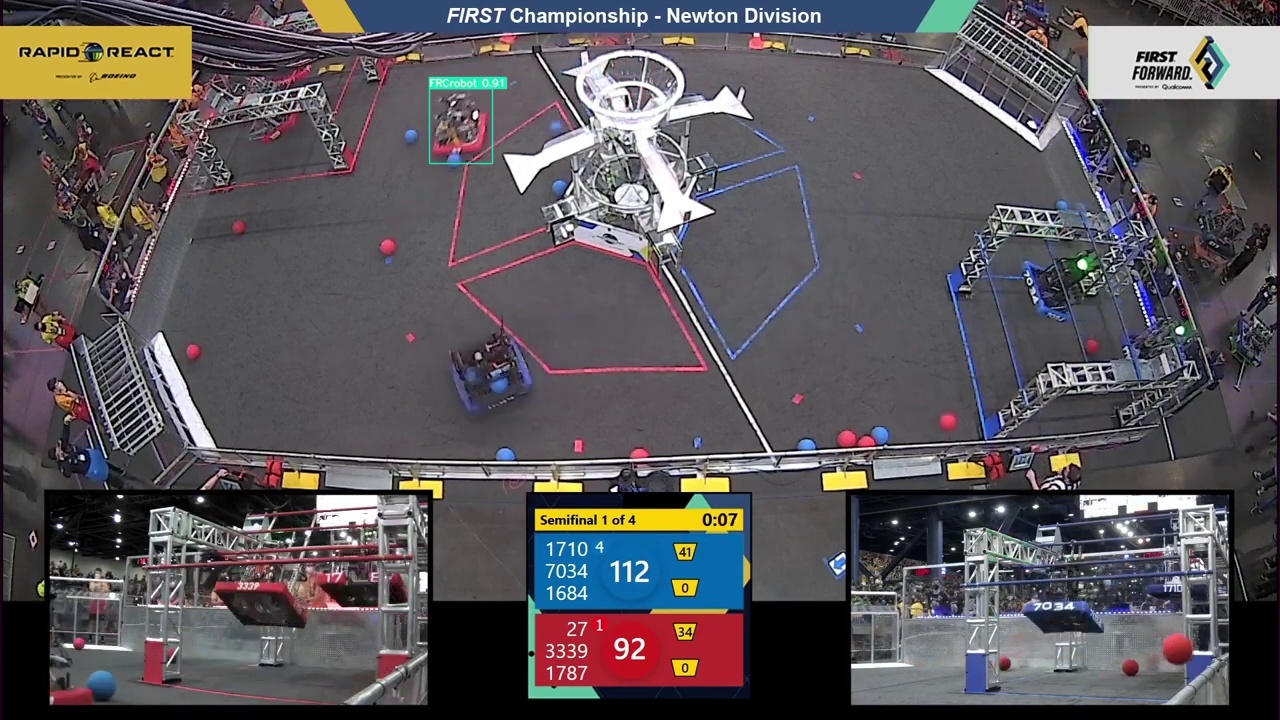 FIRST Championship - Newton Division
RAPID REACT
PRESENTED BY BOEING
FIRST
FORWARD
PRESENTED BY Qualcomm
FRCrobot 0.91
7034
Semifinal 1 of 4 0:07
1710 4 41
7034 112
1684 0
27 1 34
3339 92
1787 0
3339
7034